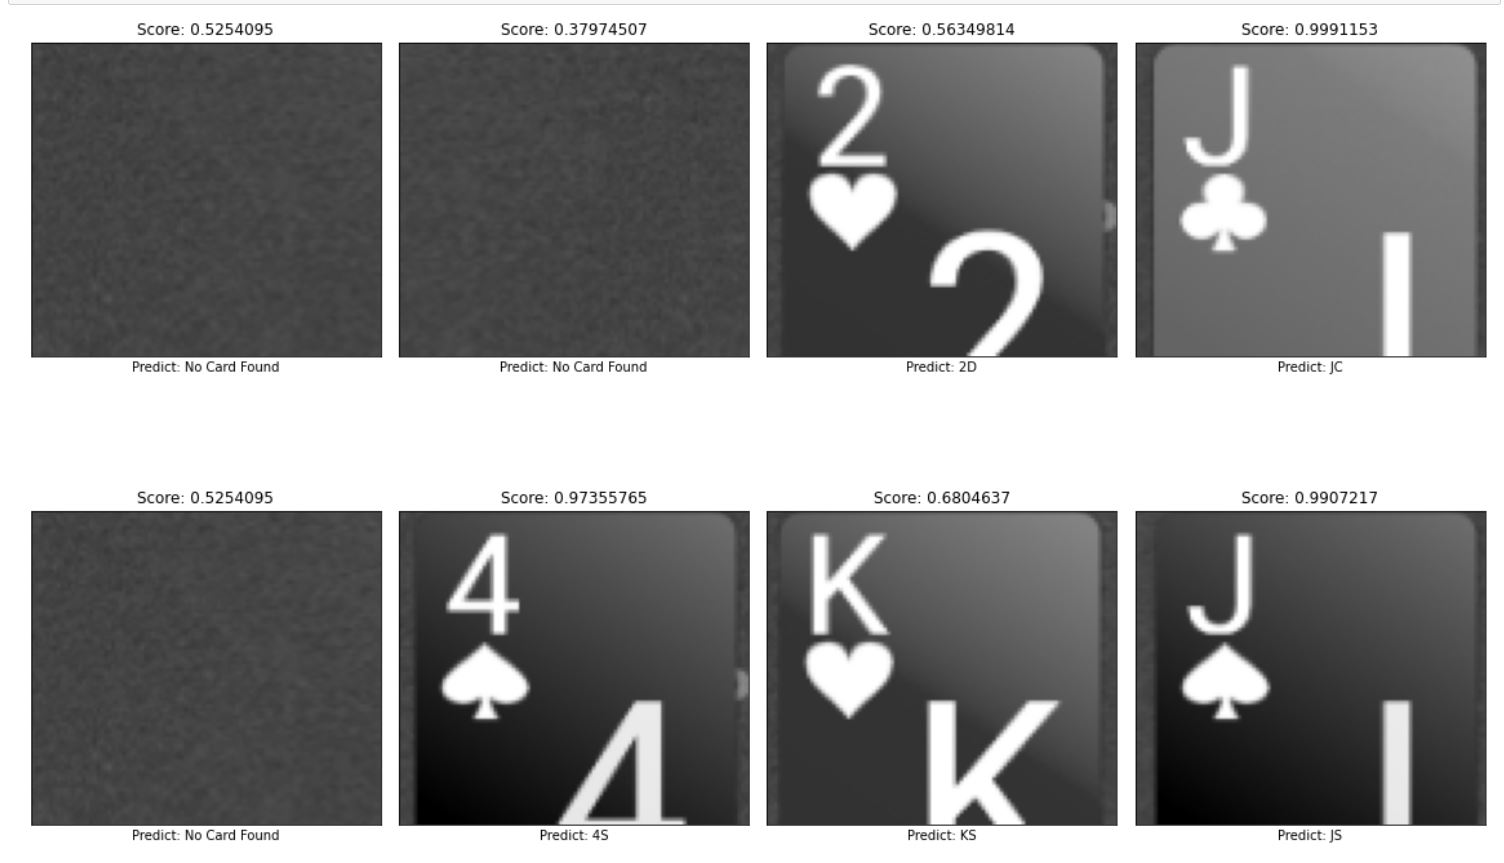 Score: 0.5254095
Score: 0.37974507
Score: 0.56349814
Score: 0.9991153
2
2
J
J
Predict: No Card Found
Predict: No Card Found
Predict: 2D
Predict: JC
Score: 0.5254095
Score: 0.97355765
Score: 0.6804637
Score: 0.9907217
4
4
K
K
J
J
Predict: No Card Found
Predict: 4S
Predict: KS
Predict: JS